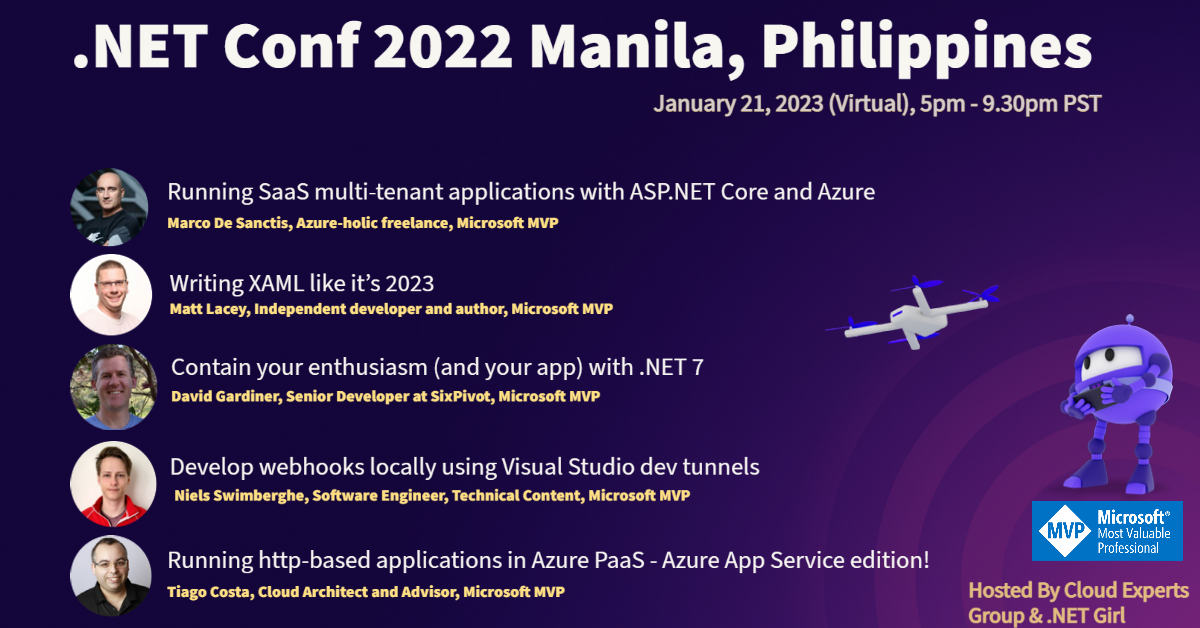 .NET Conf 2022 Manila, Philippines
January 21, 2023 (Virtual), 5pm - 9.30pm PST
Running SaaS multi-tenant applications with ASP.NET Core and Azure
Marco De Sanctis, Azure-holic freelance, Microsoft MVP
Writing XAML like it’s 2023
Matt Lacey, Independent developer and author, Microsoft MVP
Contain your enthusiasm (and your app) with .NET 7
David Gardiner, Senior Developer at SixPivot, Microsoft MVP
Develop webhooks locally using Visual Studio dev tunnels
Niels Swimberghe, Software Engineer, Technical Content, Microsoft MVP
Running http-based applications in Azure PaaS - Azure App Service edition!
Tiago Costa, Cloud Architect and Advisor, Microsoft MVP
MVP
Microsoft®
Most Valuable
Professional
Hosted By Cloud Experts
Group & .NET Girl